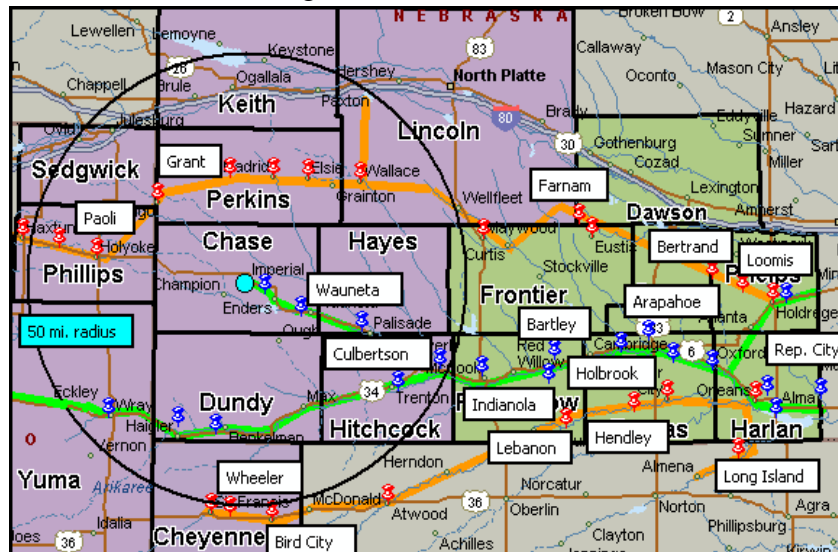 NEBRASKA
Lewellen
Lemoyne
Keystone
83
Broken Bow
2
Ansley
Callaway
Mason City
Oconto
26
Chappell
Brule
Ogallala
Hershey
North Platte
Paxton
Keith
Brady
Hazard
Julesburg
Ovid
Lincoln
80
30
Gothenburg
Sumner
Cozad
Miller
Sedgwick
Grant
Madrid
Elsie
Wallace
Farnam
Lexington
Perkins
Grainton
Wellfleet
Amherst
Dawson
Paoli
Haxtun
Holyoke
Chase
Hayes
Maywood
Curtis
Eustis
Bertrand
Loomis
Phillips
Champion
Imperial
Stockville
Phelps
Wauneta
Frontier
Arapahoe
Enders
Palisade
Holdrege
50 mi. radius
Bartley
Culbertson
Red
Willow
Cambridge
6
Oxford
Rep. City
Eckley
Wray
Max
34
Trenton
Holbrook
Orleans
Alma
Haigler
Dundy
Indianola
Benkelman
Hitchcock
Lebanon
Hendley
Harlan
Vernon
O
Yuma
Arikaree
Wheeler
Herndon
Almena
Long Island
Norcatur
McDonald
36
Idalia
Atwood
Oberlin
Norton
Agra
Phillipsburg
36
Cheyenne
Bird City
Achilles
Clayton